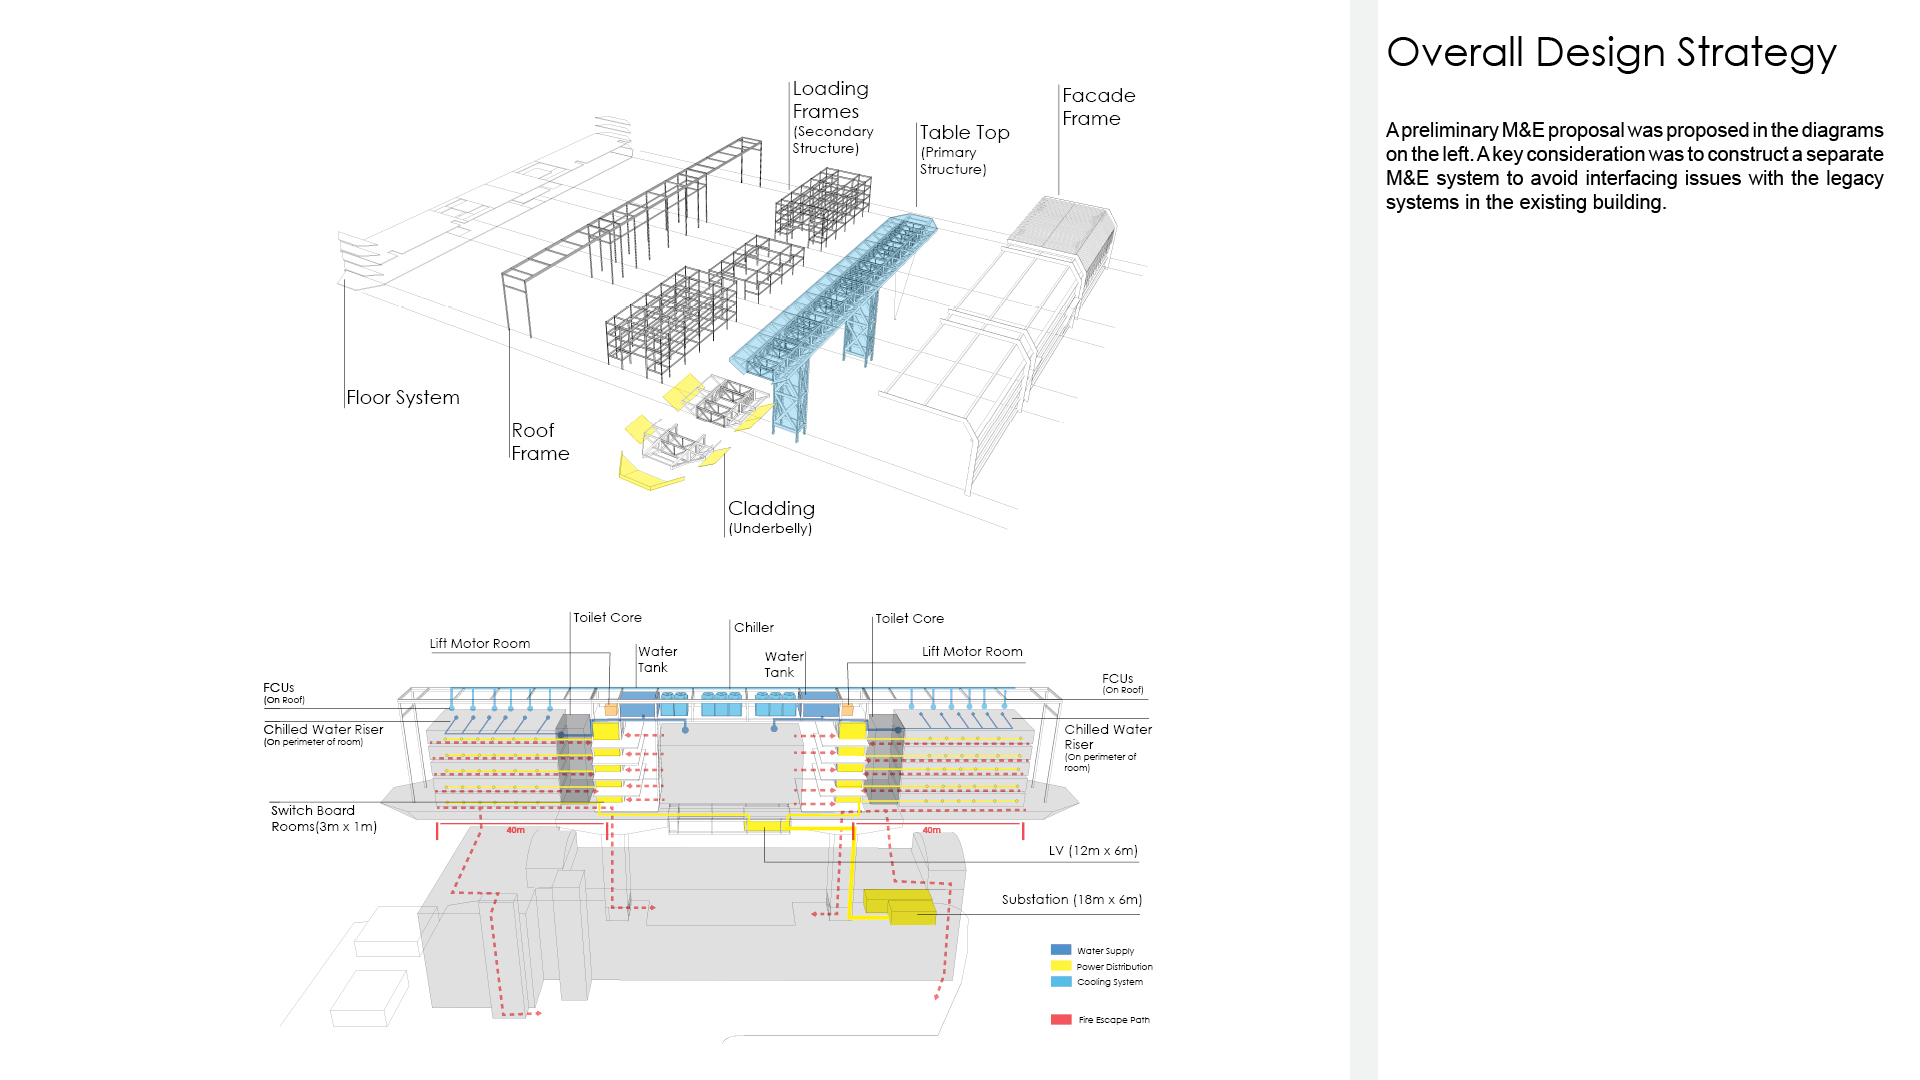 Overall Design Strategy
A preliminary M&E proposal was proposed in the diagrams
on the left. A key consideration was to construct a separate
M&E system to avoid interfacing issues with the legacy
systems in the existing building.
Loading
Frames
(Secondary
Structure)
Table Top
(Primary
Structure)
Facade
Frame
Floor System
Roof
Frame
Cladding
(Underbelly)
Toilet Core
Chiller
Toilet Core
Lift Motor Room
Water
Tank
Water
Tank
Lift Motor Room
FCUs
(On Roof)
FCUs
(On Roof)
Chilled Water Riser
(On perimeter of room)
Chilled Water
Riser
(On perimeter of
room)
Switch Board
Rooms(3m x 1m)
40m
40m
LV (12m x 6m)
Substation (18m x 6m)
Water Supply
Power Distribution
Cooling System
Fire Escape Path